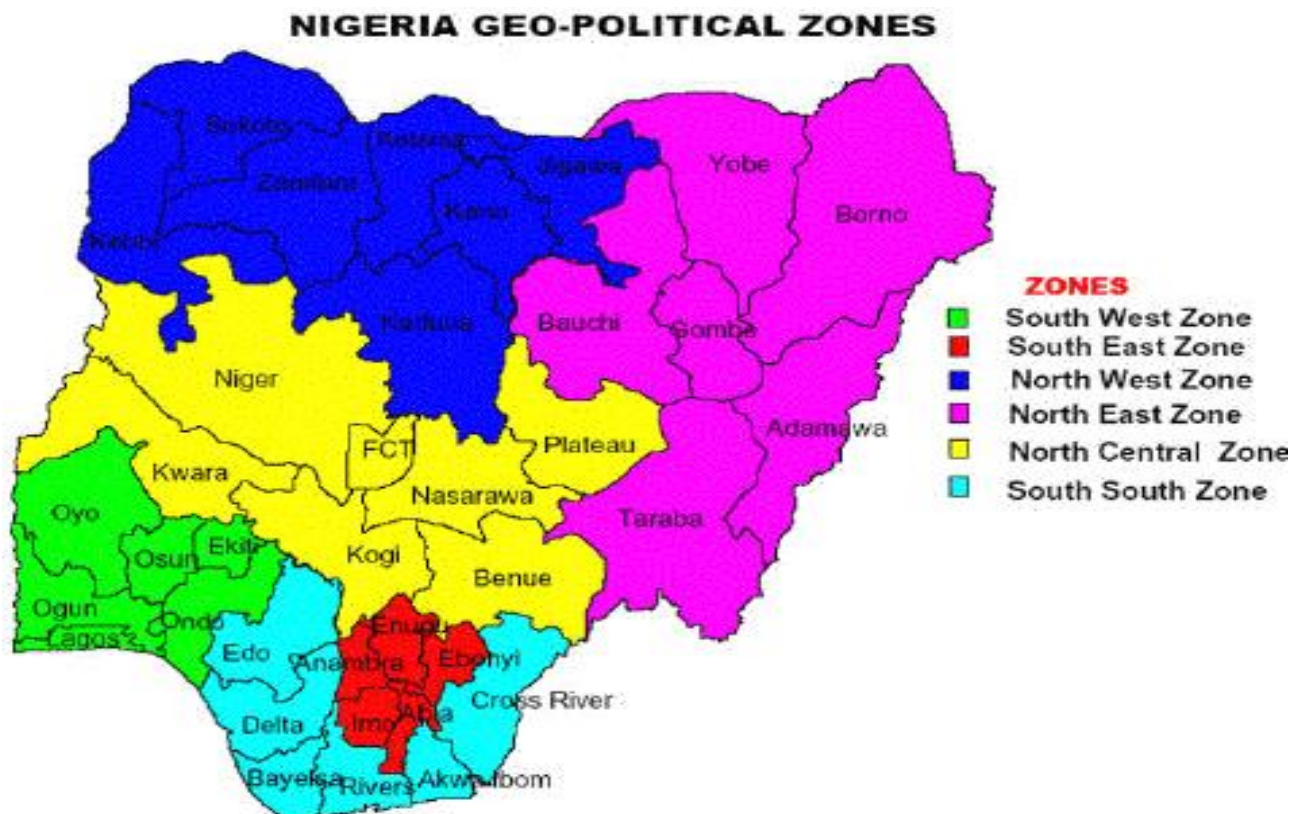 NIGERIA GEO-POLITICAL ZONES
Sokoto
Katsina
Jigawa
Yobe
Zamfara
Kano
Borno
Kebbi
ZONES
South West Zone
South East Zone
North West Zone
North East Zone
North Central Zone
South South Zone
Kaduna
Bauchi
Gombe
Niger
Adamawa
FCT
Plateau
Kwara
Nasarawa
Oyo
Taraba
Osun
Ekiti
Kogi
Benue
Ogun
Ondo
Lagos
Enugu
Edo
Anambra
Ebonyi
Cross River
Delta
Imo
Abia
Bayelsa
Rivers
Akwa-Ibom